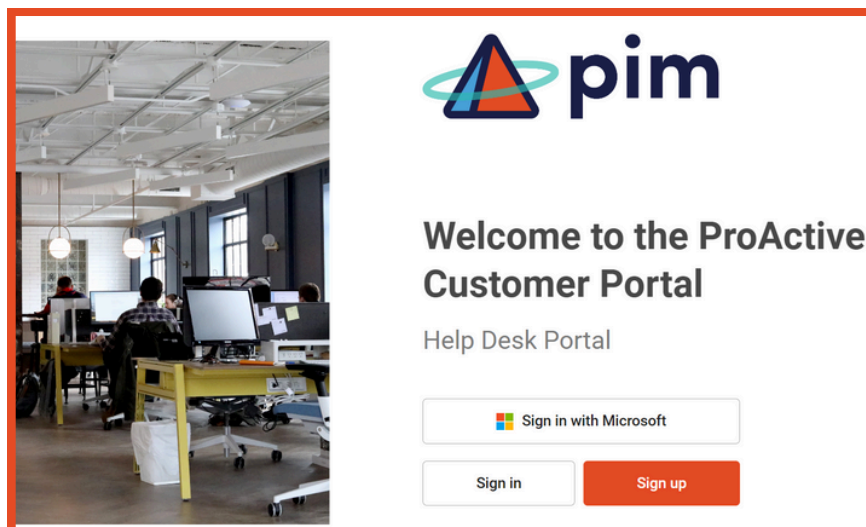 pim
Welcome to the ProActive
Customer Portal
Help Desk Portal
Sign in with Microsoft
Sign in
Sign up